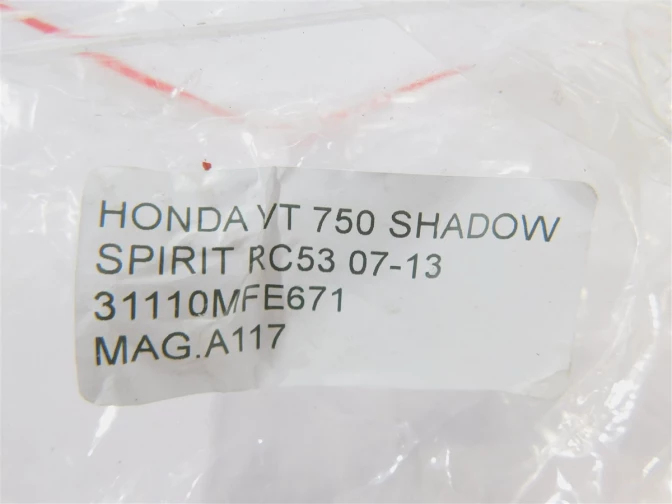 HONDA VT 750 SHADOW
SPIRIT RC53 07-13
31110MFE671
MAG.A117